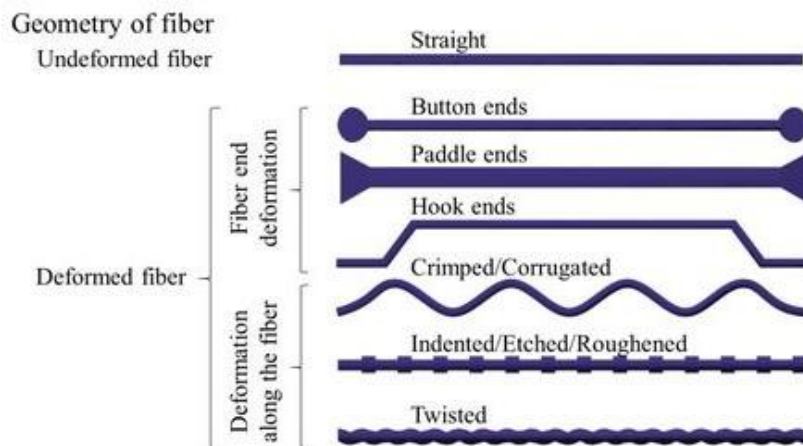 Geometry of fiber
Undeformed fiber
Straight
Deformed fiber
Fiber end
deformation
Button ends
Paddle ends
Hook ends
Deformation
along the fiber
Crimped/Corrugated
Indented/Etched/Roughened
Twisted